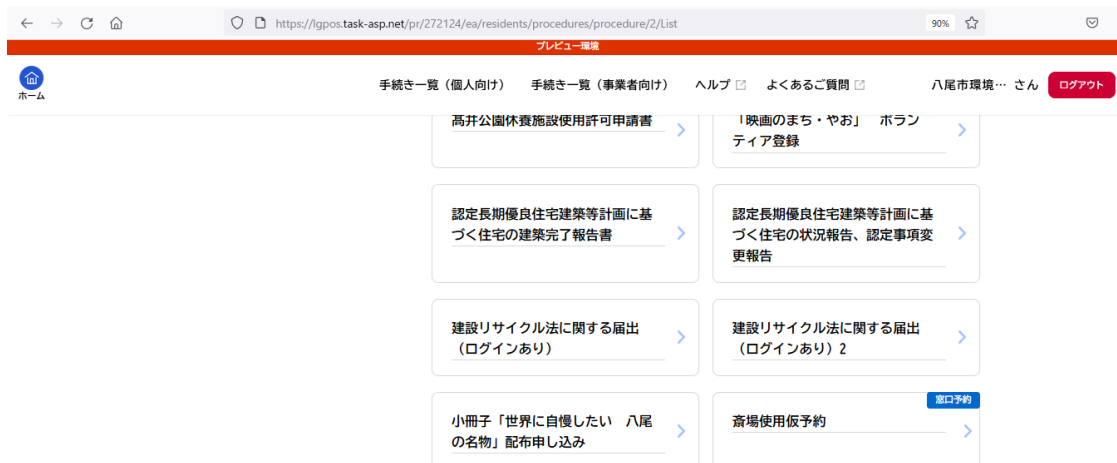 https://lgpos.task-asp.net/pr/272124/ea/residents/procedures/procedure/2/List
90%
プレビュー環境
ホーム
手続き一覧（個人向け）
手続き一覧（事業者向け）
ヘルプ
よくあるご質問
八尾市環境… さん
ログアウト
高井公園休養施設使用許可申請書
「映画のまち・やお」　ボラン
ティア登録
認定長期優良住宅建築等計画に基
づく住宅の建築完了報告書
認定長期優良住宅建築等計画に基
づく住宅の状況報告、認定事項変
更報告
建設リサイクル法に関する届出
（ログインあり）
建設リサイクル法に関する届出
（ログインあり）2
小冊子「世界に自慢したい　八尾
の名物」配布申し込み
窓口予約
斎場使用仮予約